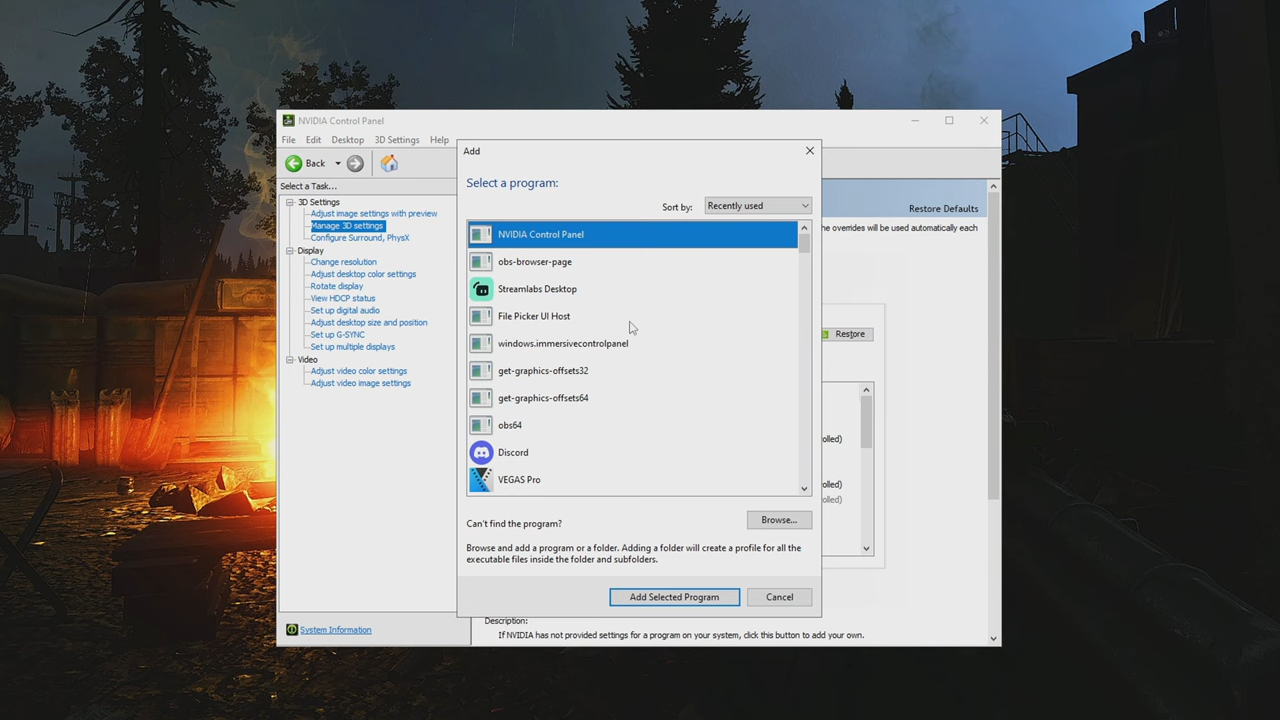 NVIDIA Control Panel
File Edit Desktop 3D Settings Help
Back
Select a Task...
3D Settings
Adjust image settings with preview
Manage 3D settings
Configure Surround, PhysX
Display
Change resolution
Adjust desktop color settings
Rotate display
View HDCP status
Set up digital audio
Adjust desktop size and position
Set up G-SYNC
Set up multiple displays
Video
Adjust video color settings
Adjust video image settings
System Information
Add
Select a program:
Sort by: Recently used
NVIDIA Control Panel
obs-browser-page
Streamlabs Desktop
File Picker UI Host
windows.immersivecontrolpanel
get-graphics-offsets32
get-graphics-offsets64
obs64
Discord
VEGAS Pro
Can't find the program?
Browse...
Browse and add a program or a folder. Adding a folder will create a profile for all the
executable files inside the folder and subfolders.
Add Selected Program Cancel
Restore Defaults
he overrides will be used automatically each
Restore
olled)
olled)
olled)
Description:
If NVIDIA has not provided settings for a program on your system, click this button to add your own.